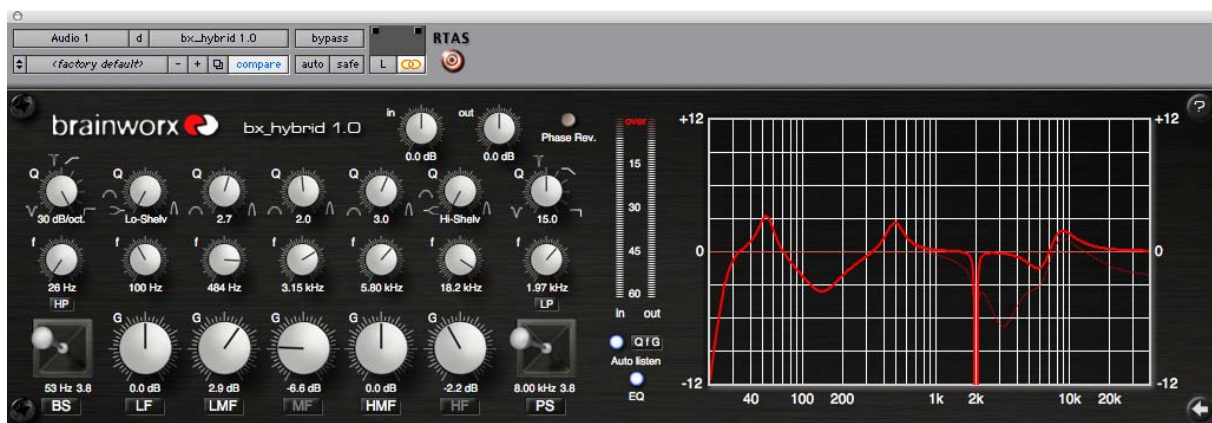 Audio 1 d bx_hybrid 1.0 bypass RTAS
<factory default> - + compare auto safe L
brainworx bx_hybrid 1.0 in out Phase Rev. over +12 +12 ?
0.0 dB 0.0 dB
Q Q Q Q Q Q Q 15
30 dB/oct. Lo-Shelv 2.7 2.0 3.0 Hi-Shelv 15.0 30
f f f f f f f 45 0 0
26 Hz 100 Hz 484 Hz 3.15 kHz 5.80 kHz 18.2 kHz 1.97 kHz 60
HP LP in out
G G G G G Q f G
Auto listen
53 Hz 3.8 0.0 dB 2.9 dB -6.6 dB 0.0 dB -2.2 dB 8.00 kHz 3.8 EQ -12 -12
BS LF LMF MF HMF HF PS 40 100 200 1k 2k 10k 20k